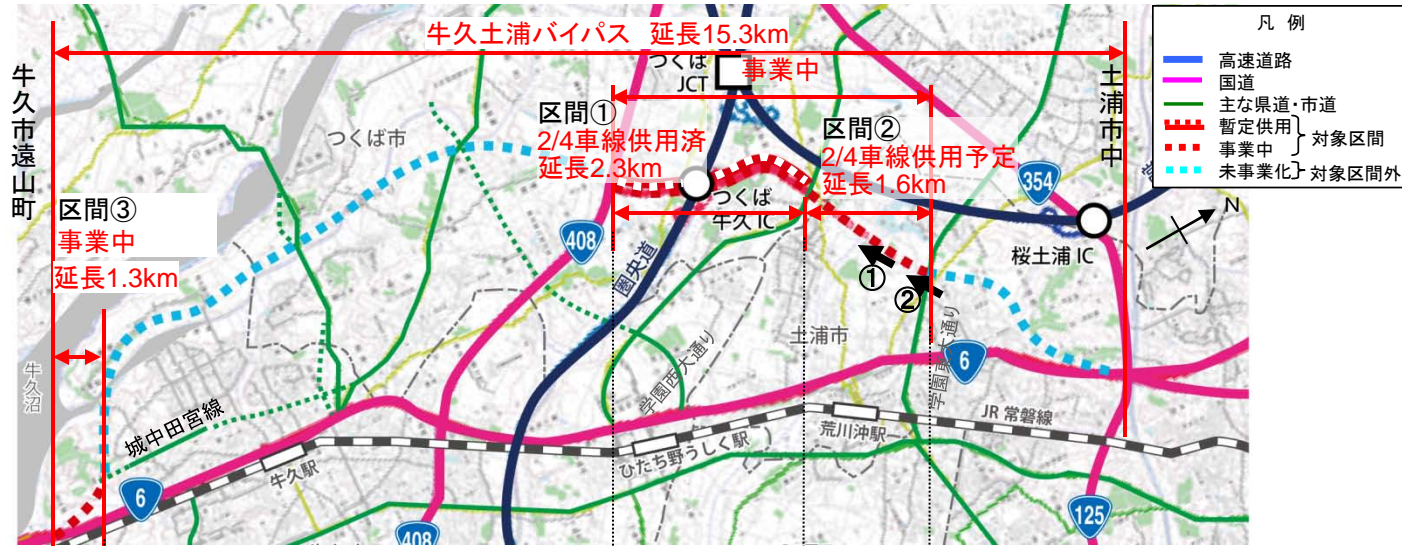 牛久土浦バイパス 延長15.3km
牛久市遠山町
土浦市中
つくば
JCT
事業中
区間①
2/4車線供用済
延長2.3km
区間②
2/4車線供用予定
延長1.6km
区間③
事業中
延長1.3km
つくば市
408
圏央道
つくば
牛久 IC
354
桜土浦 IC
N
①
②
土浦市
学園西大通り
学園東大通り
6
牛久沼
城中田宮線
牛久駅
ひたち野うしく駅
荒川沖駅
JR 常磐線
6
408
125
凡 例
高速道路
国道
主な県道・市道
暫定供用
事業中
対象区間
未事業化
対象区間外